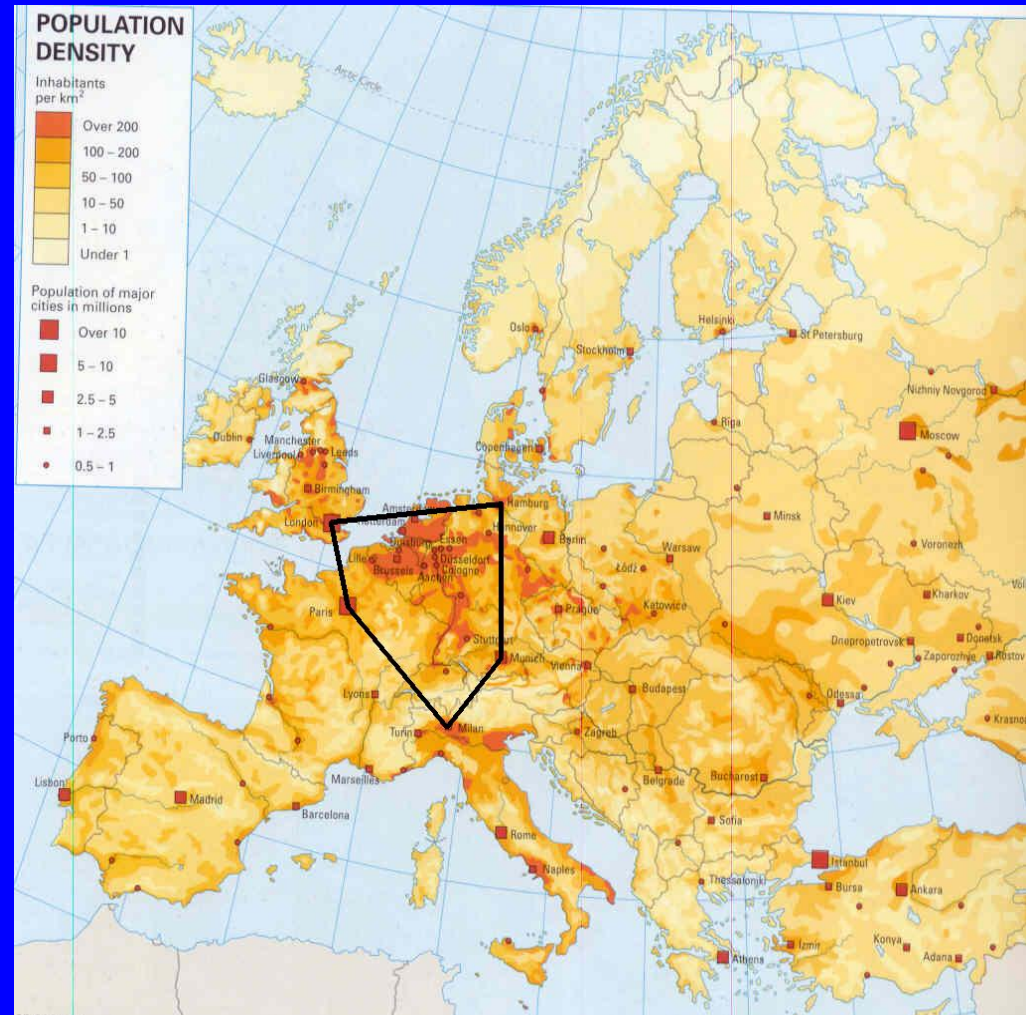 POPULATION
DENSITY
Inhabitants
per km²
Over 200
100 – 200
50 – 100
10 – 50
1 – 10
Under 1
Population of major
cities in millions
Over 10
5 – 10
2.5 – 5
1 – 2.5
0.5 – 1
Arctic Circle
Oslo
Helsinki
St Petersburg
Stockholm
Glasgow
Nizhniy Novgorod
Riga
Moscow
Dublin
Manchester
Liverpool
Leeds
Copenhagen
Birmingham
Minsk
London
Hamburg
Hannover
Berlin
Voronezh
Essen
Warsaw
Lille
Düsseldorf
Łódź
Brussels
Cologne
Aachen
Kiev
Kharkov
Paris
Prague
Katowice
Dnepropetrovsk
Donetsk
Stuttgart
Zaporozhye
Rostov
Munich
Vienna
Lyons
Budapest
Odessa
Krasnod
Porto
Turin
Milan
Zagreb
Lisbon
Marseilles
Belgrade
Bucharest
Madrid
Barcelona
Sofia
Rome
Istanbul
Naples
Thessaloniki
Bursa
Ankara
Izmir
Konya
Athens
Adana